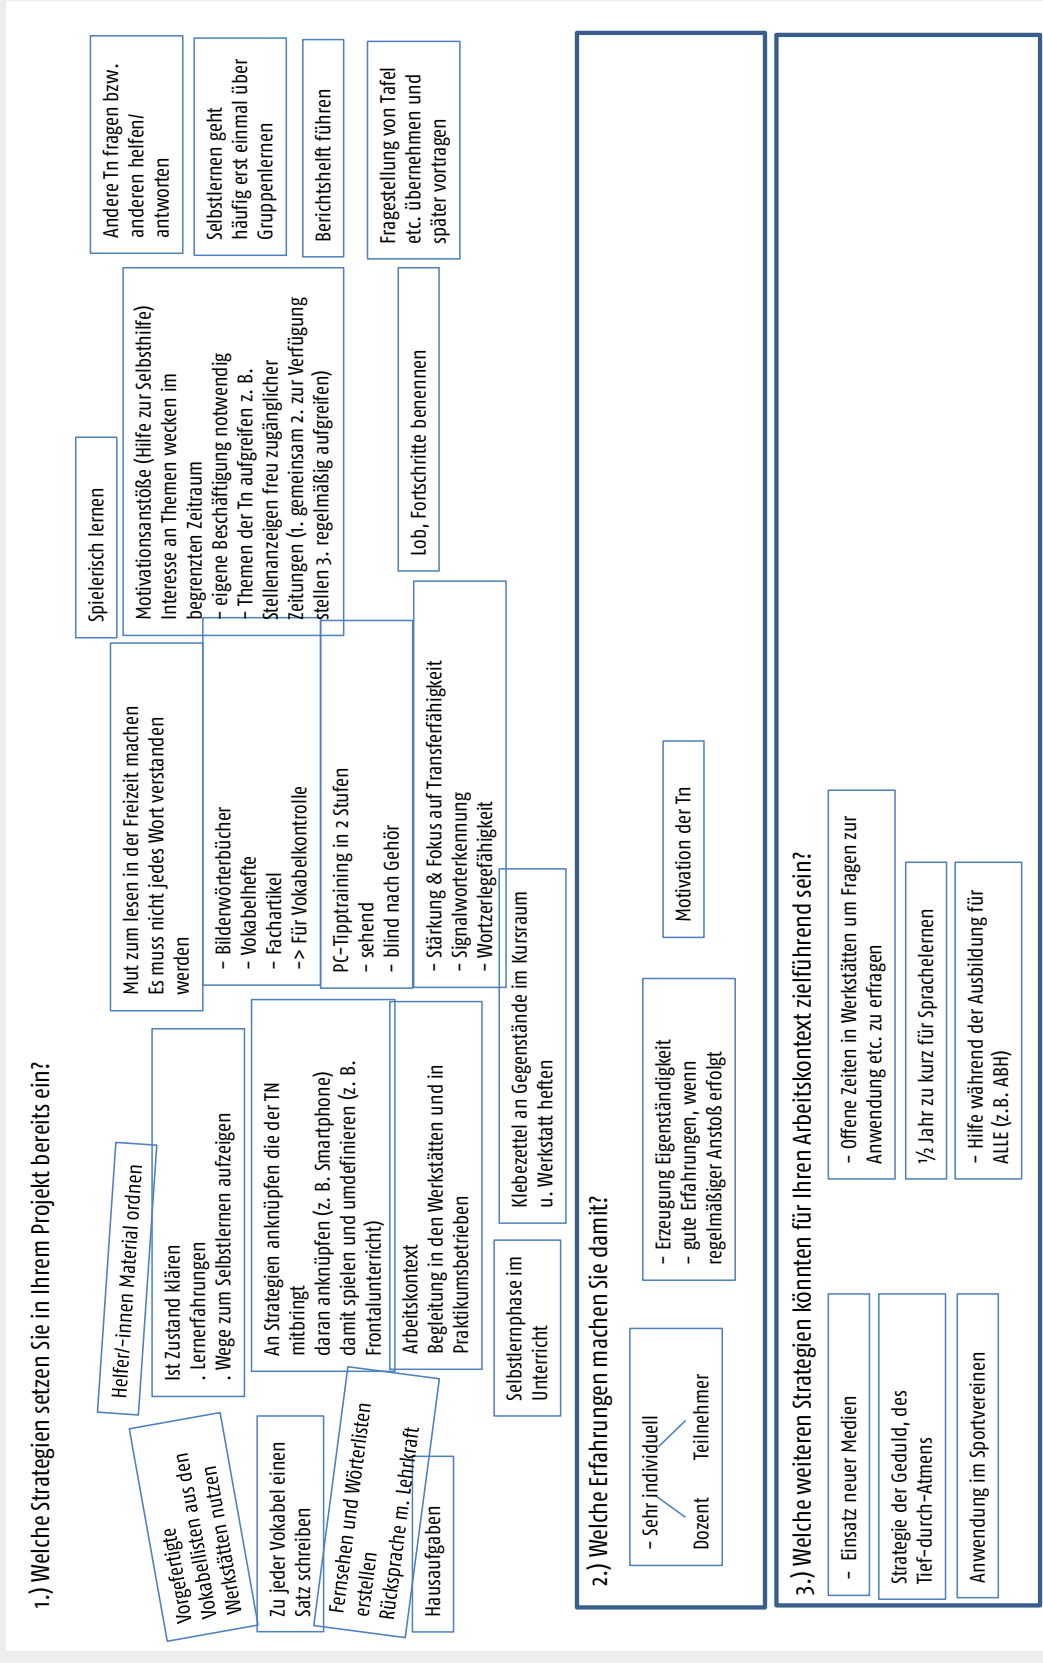 1.) Welche Strategien setzen Sie in Ihrem Projekt bereits ein?
Vorgefertigte
Vokabellisten aus den
Werkstätten nutzen
Zu jeder Vokabel einen
Satz schreiben
Fernsehen und Wörterlisten
erstellen
Rücksprache m. Lehrkraft
Hausaufgaben
Helfer/-innen Material ordnen
Ist Zustand klären
. Lernerfahrungen
. Wege zum Selbstlernen aufzeigen
An Strategien anknüpfen die der TN
mitbringt
daran anknüpfen (z. B. Smartphone)
damit spielen und umdefinieren (z. B.
Frontalunterricht)
Arbeitskontext
Begleitung in den Werkstätten und in
Praktikumsbetrieben
Selbstlernphase im
Unterricht
Klebezettel an Gegenstände im Kursraum
u. Werkstatt heften
Mut zum lesen in der Freizeit machen
Es muss nicht jedes Wort verstanden
werden
- Bilderwörterbücher
- Vokabelhefte
- Fachartikel
-> Für Vokabelkontrolle
PC-Tipptraining in 2 Stufen
- sehend
- blind nach Gehör
- Stärkung & Fokus auf Transferfähigkeit
- Signalworterkennung
- Wortzerlegefähigkeit
Spielerisch lernen
Motivationsanstöße (Hilfe zur Selbsthilfe)
Interesse an Themen wecken im
begrenzten Zeitraum
- eigene Beschäftigung notwendig
- Themen der Tn aufgreifen z. B.
Stellenanzeigen freu zugänglicher
Zeitungen (1. gemeinsam 2. zur Verfügung
stellen 3. regelmäßig aufgreifen)
Lob, Fortschritte benennen
Andere Tn fragen bzw.
anderen helfen/
antworten
Selbstlernen geht
häufig erst einmal über
Gruppenlernen
Berichtshelft führen
Fragestellung von Tafel
etc. übernehmen und
später vortragen
2.) Welche Erfahrungen machen Sie damit?
- Sehr individuell
Dozent Teilnehmer
- Erzeugung Eigenständigkeit
- gute Erfahrungen, wenn
regelmäßiger Anstoß erfolgt
Motivation der Tn
3.) Welche weiteren Strategien könnten für Ihren Arbeitskontext zielführend sein?
- Einsatz neuer Medien
Strategie der Geduld, des
Tief-durch-Atmens
Anwendung im Sportvereinen
- Offene Zeiten in Werkstätten um Fragen zur
Anwendung etc. zu erfragen
½ Jahr zu kurz für Sprachelernen
- Hilfe während der Ausbildung für
ALLE (z.B. ABH)